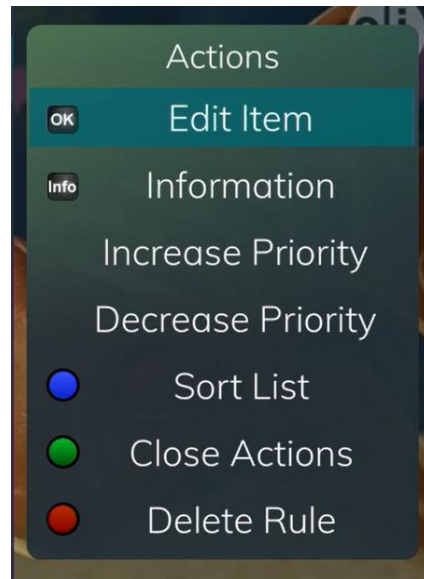 Actions
OK Edit Item
Info Information
Increase Priority
Decrease Priority
Sort List
Close Actions
Delete Rule